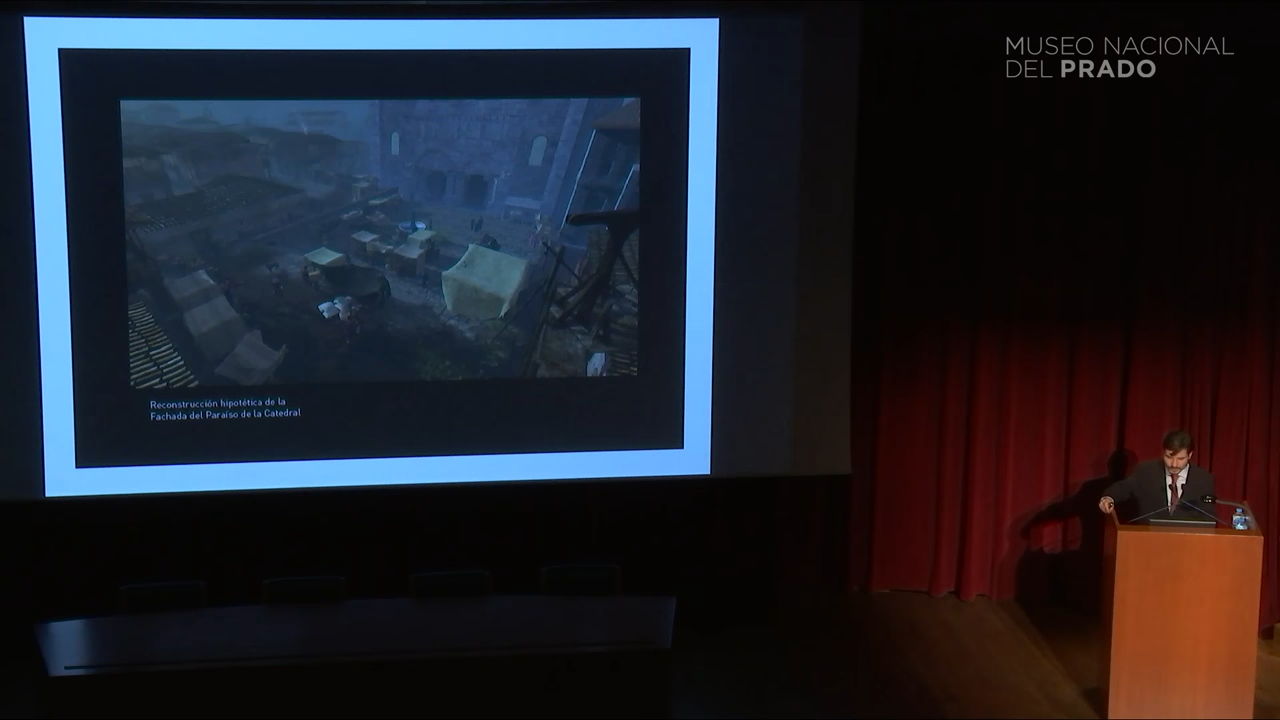 MUSEO NACIONAL
DEL PRADO
Reconstrucción hipotética de la
Fachada del Paraíso de la Catedral